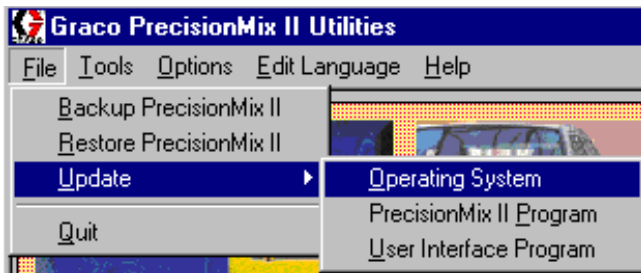 Graco PrecisionMix II Utilities
File Tools Options Edit Language Help
Backup PrecisionMix II
Restore PrecisionMix II
Update
Operating System
PrecisionMix II Program
User Interface Program
Quit